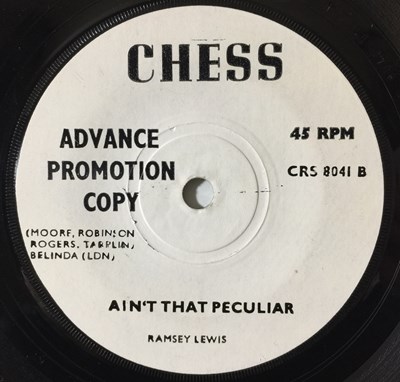 CHESS
ADVANCE
PROMOTION
COPY
45 RPM
CRS 8041 B
(MOORE, ROBINSON
ROGERS, TARPLIN)
BELINDA (LDN)
AIN'T THAT PECULIAR
RAMSEY LEWIS